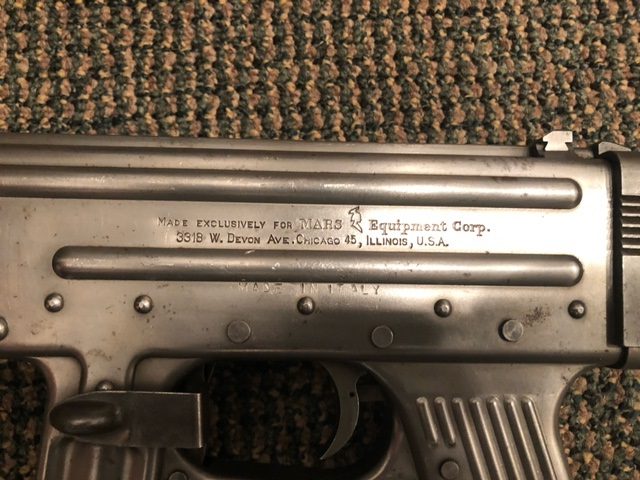 MADE EXCLUSIVELY FOR MARS Equipment Corp.
3318 W. DEVON AVE. CHICAGO 45, ILLINOIS, U.S.A.
MADE IN ITALY